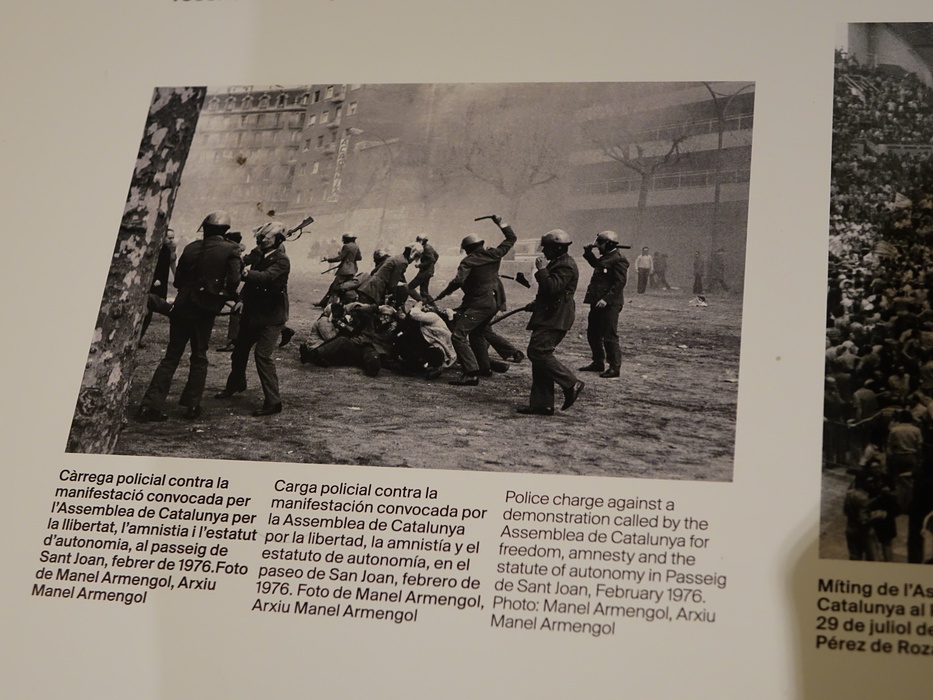 Càrrega policial contra la
manifestació convocada per
l'Assemblea de Catalunya per
la llibertat, l'amnistia i l'estatut
d'autonomia, al passeig de
Sant Joan, febrer de 1976.Foto
de Manel Armengol, Arxiu
Manel Armengol
Carga policial contra la
manifestación convocada por
la Assemblea de Catalunya
por la libertad, la amnistía y el
estatuto de autonomía, en el
paseo de San Joan, febrero de
1976. Foto de Manel Armengol,
Arxiu Manel Armengol
Police charge against a
demonstration called by the
Assemblea de Catalunya for
freedom, amnesty and the
statute of autonomy in Passeig
de Sant Joan, February 1976.
Photo: Manel Armengol, Arxiu
Manel Armengol
Míting de l'As
Catalunya al
29 de juliol de
Pérez de Roz